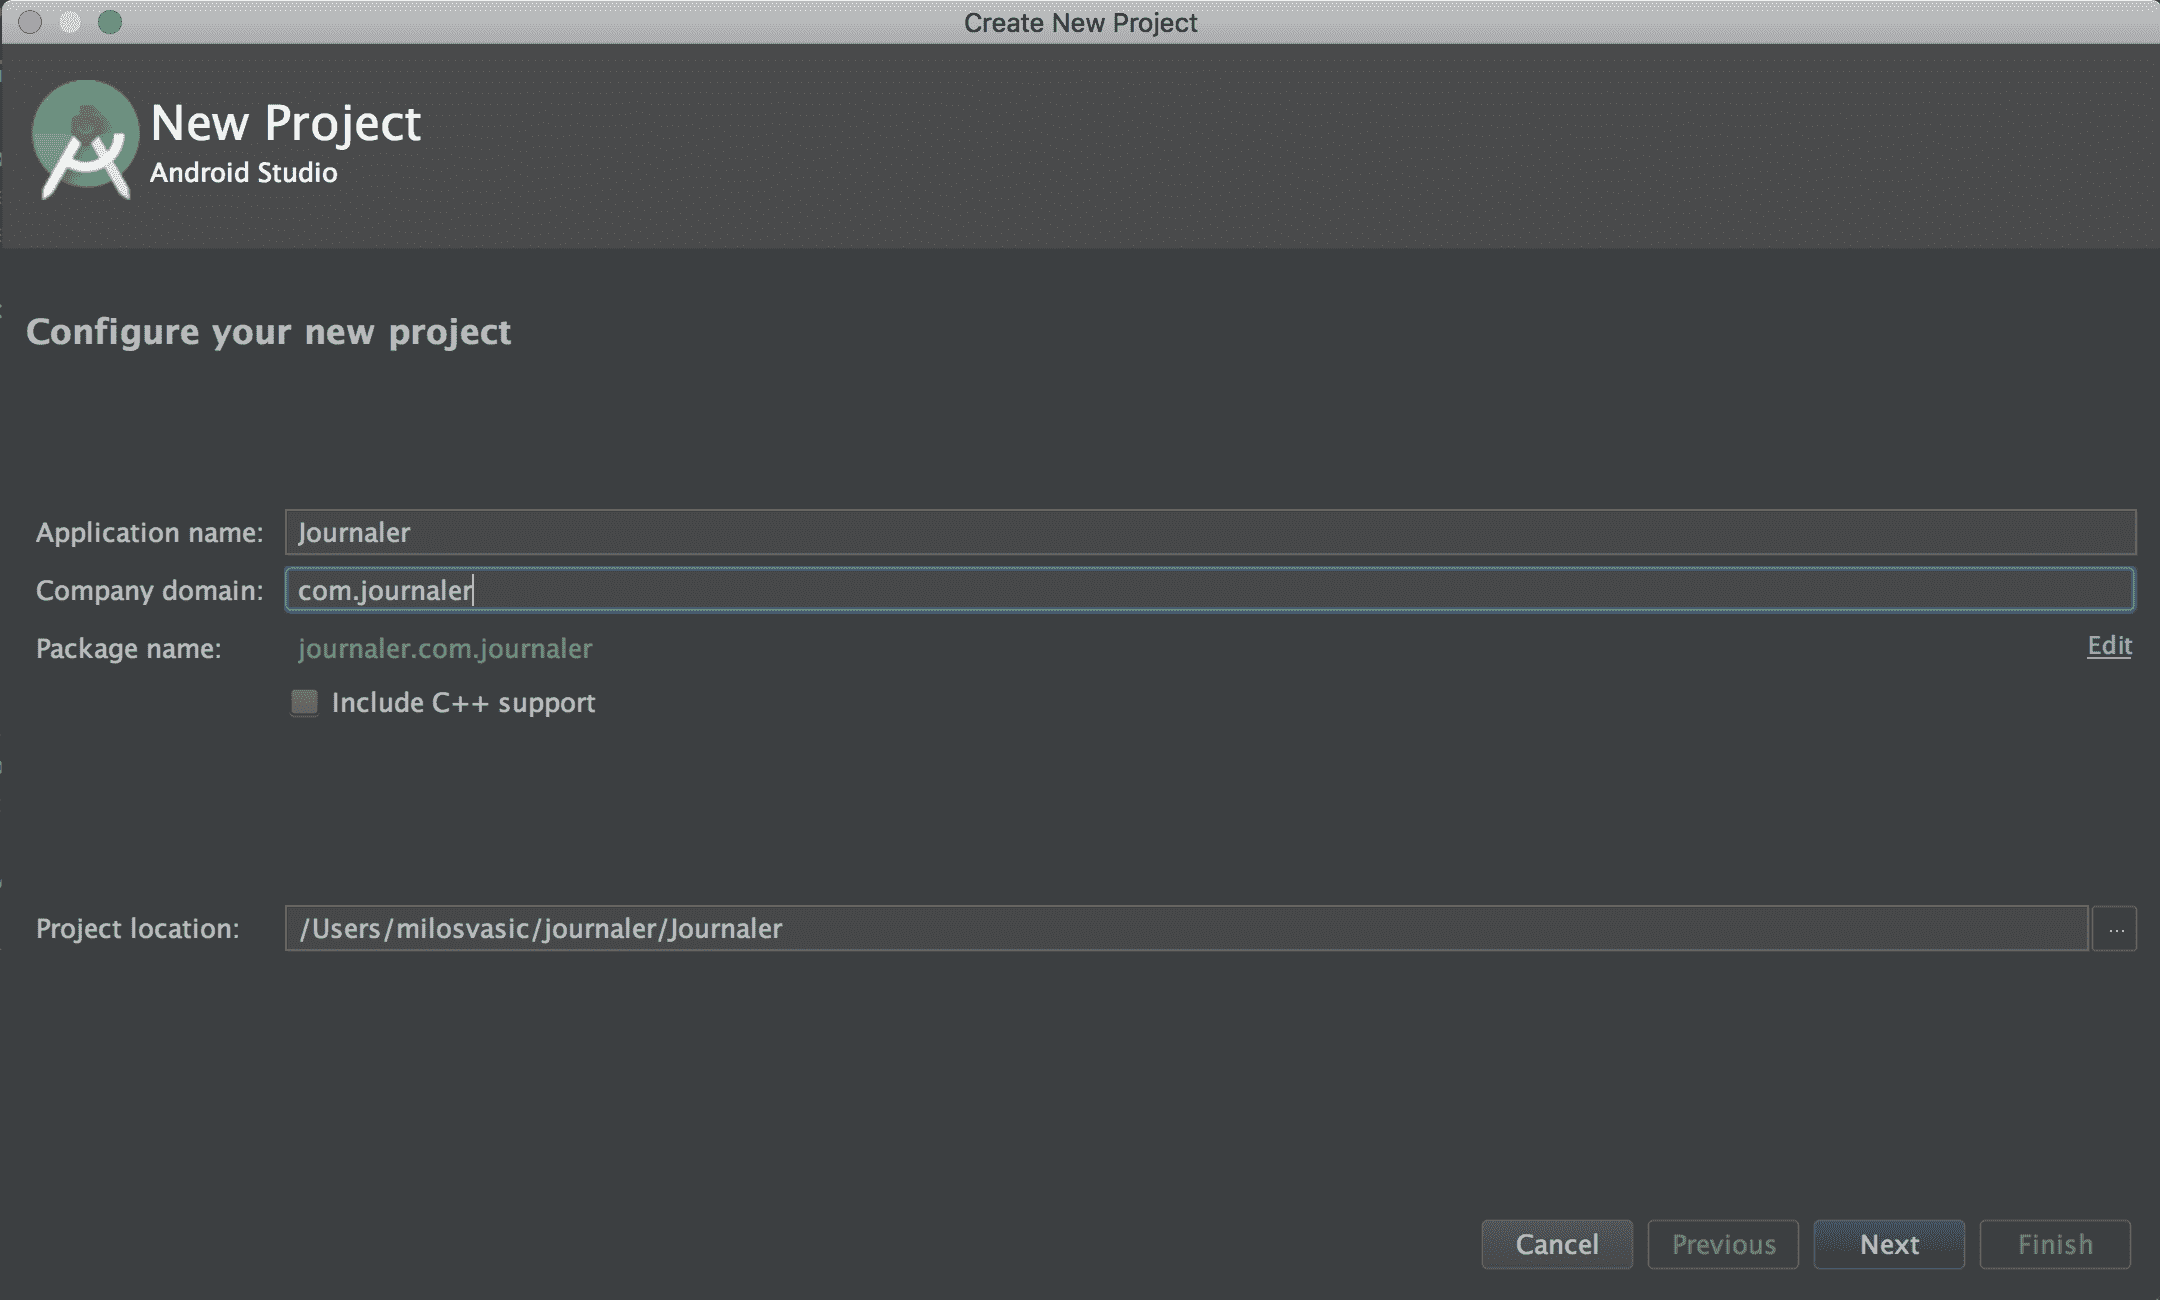 Create New Project
New Project
Android Studio
Configure your new project
Application name: Journaler
Company domain: com.journaler
Package name: journaler.com.journaler Edit
Include C++ support
Project location: /Users/milosvasic/journaler/Journaler ...
Cancel Previous Next Finish